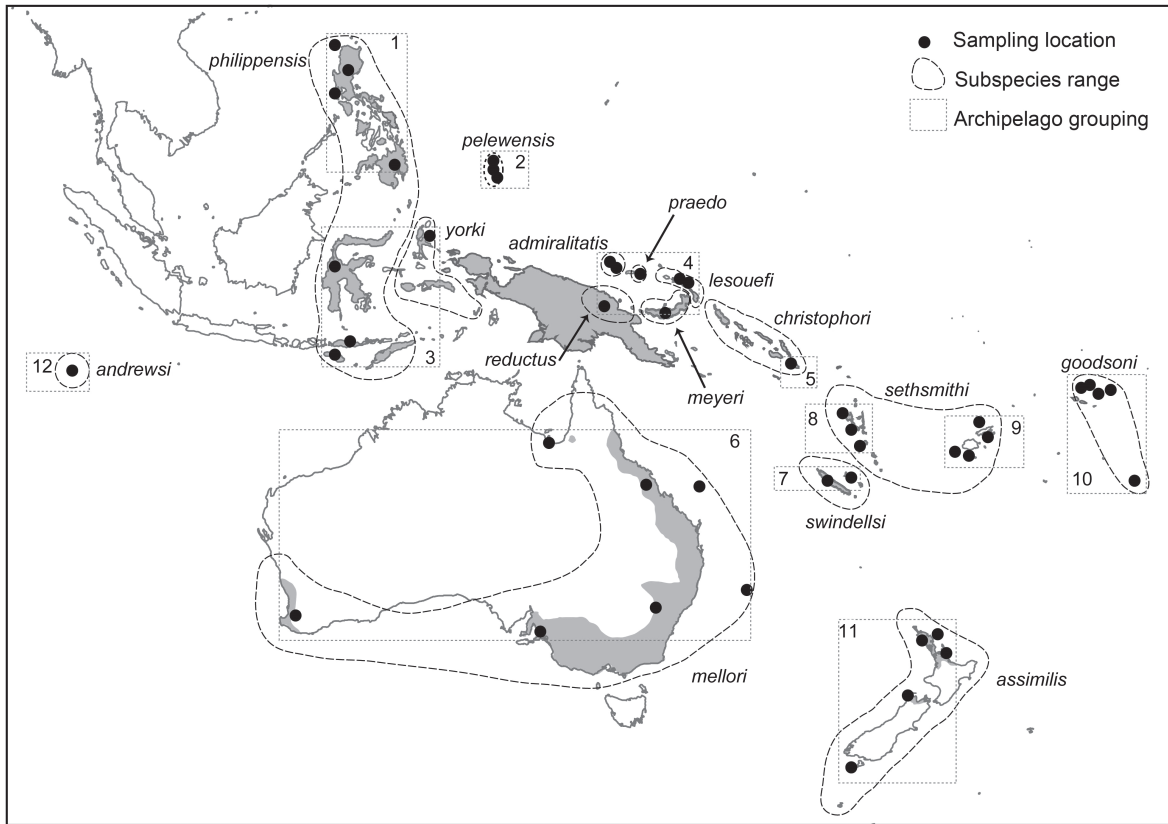 Sampling location
Subspecies range
Archipelago grouping
philippensis
1
pelewensis
2
praedo
yorki
admiralitatis
4
lesouefi
christophori
reductus
3
meyeri
5
12
andrewsi
goodsoni
sethsmithi
8
9
6
7
10
swindellsi
11
mellori
assimilis